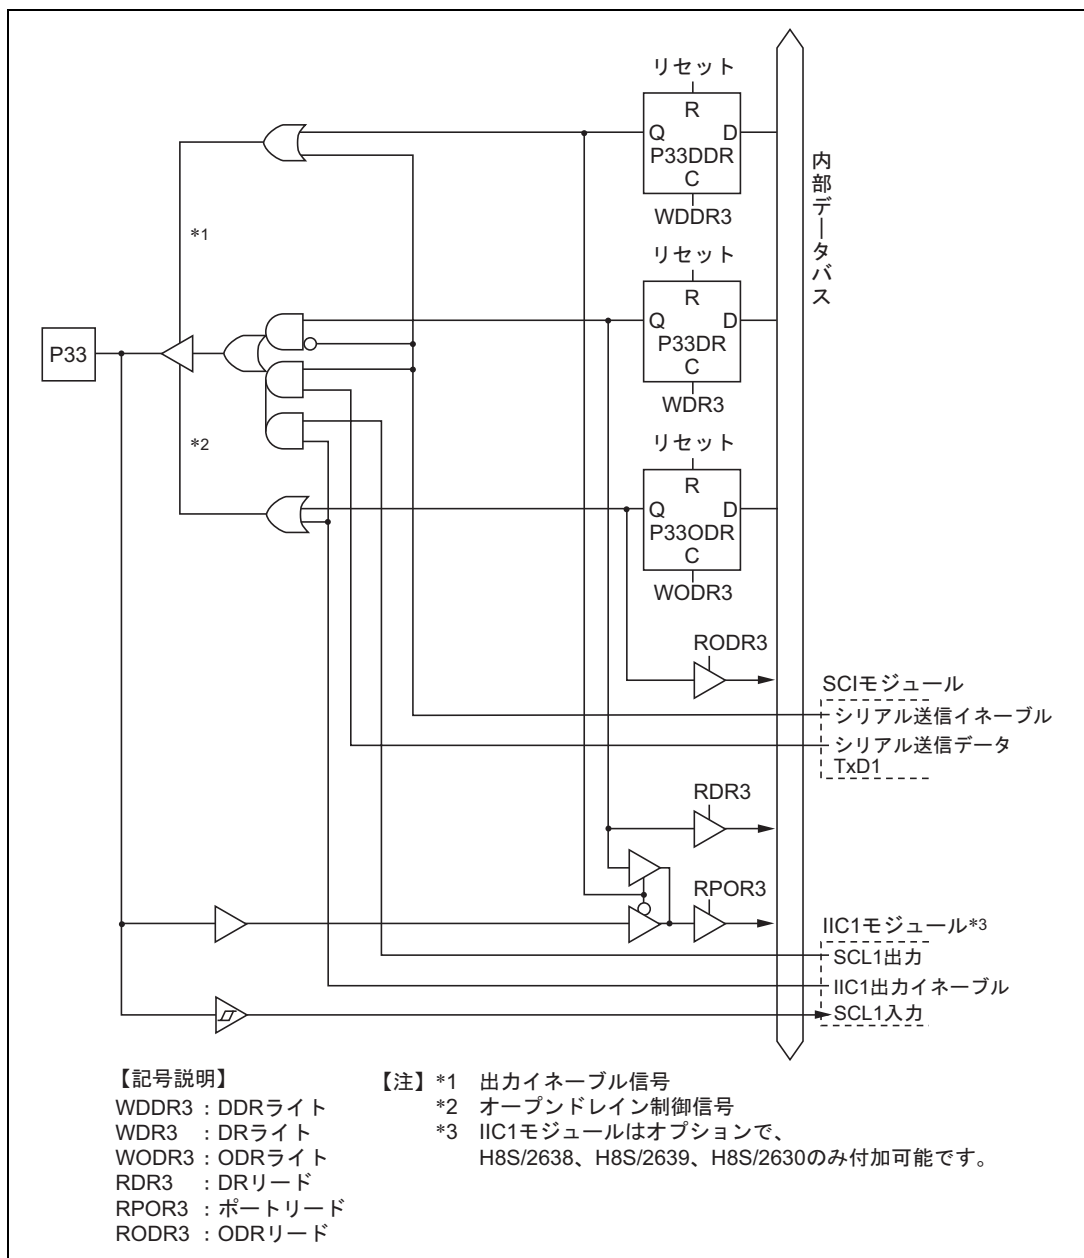 リセット
R
Q D
P33DDR
C
WDDR3
内部データバス
*1
リセット
R
Q D
P33DR
C
WDR3
P33
*2
リセット
R
Q D
P33ODR
C
WODR3
RODR3
SCIモジュール
シリアル送信イネーブル
シリアル送信データ
TxD1
RDR3
RPOR3
IIC1モジュール*3
SCL1出力
IIC1出力イネーブル
SCL1入力
【記号説明】
WDDR3 : DDRライト
WDR3 : DRライト
WODR3 : ODRライト
RDR3 : DRリード
RPOR3 : ポートリード
RODR3 : ODRリード
【注】*1 出力イネーブル信号
*2 オープンドレイン制御信号
*3 IIC1モジュールはオプションで、
H8S/2638、H8S/2639、H8S/2630のみ付加可能です。